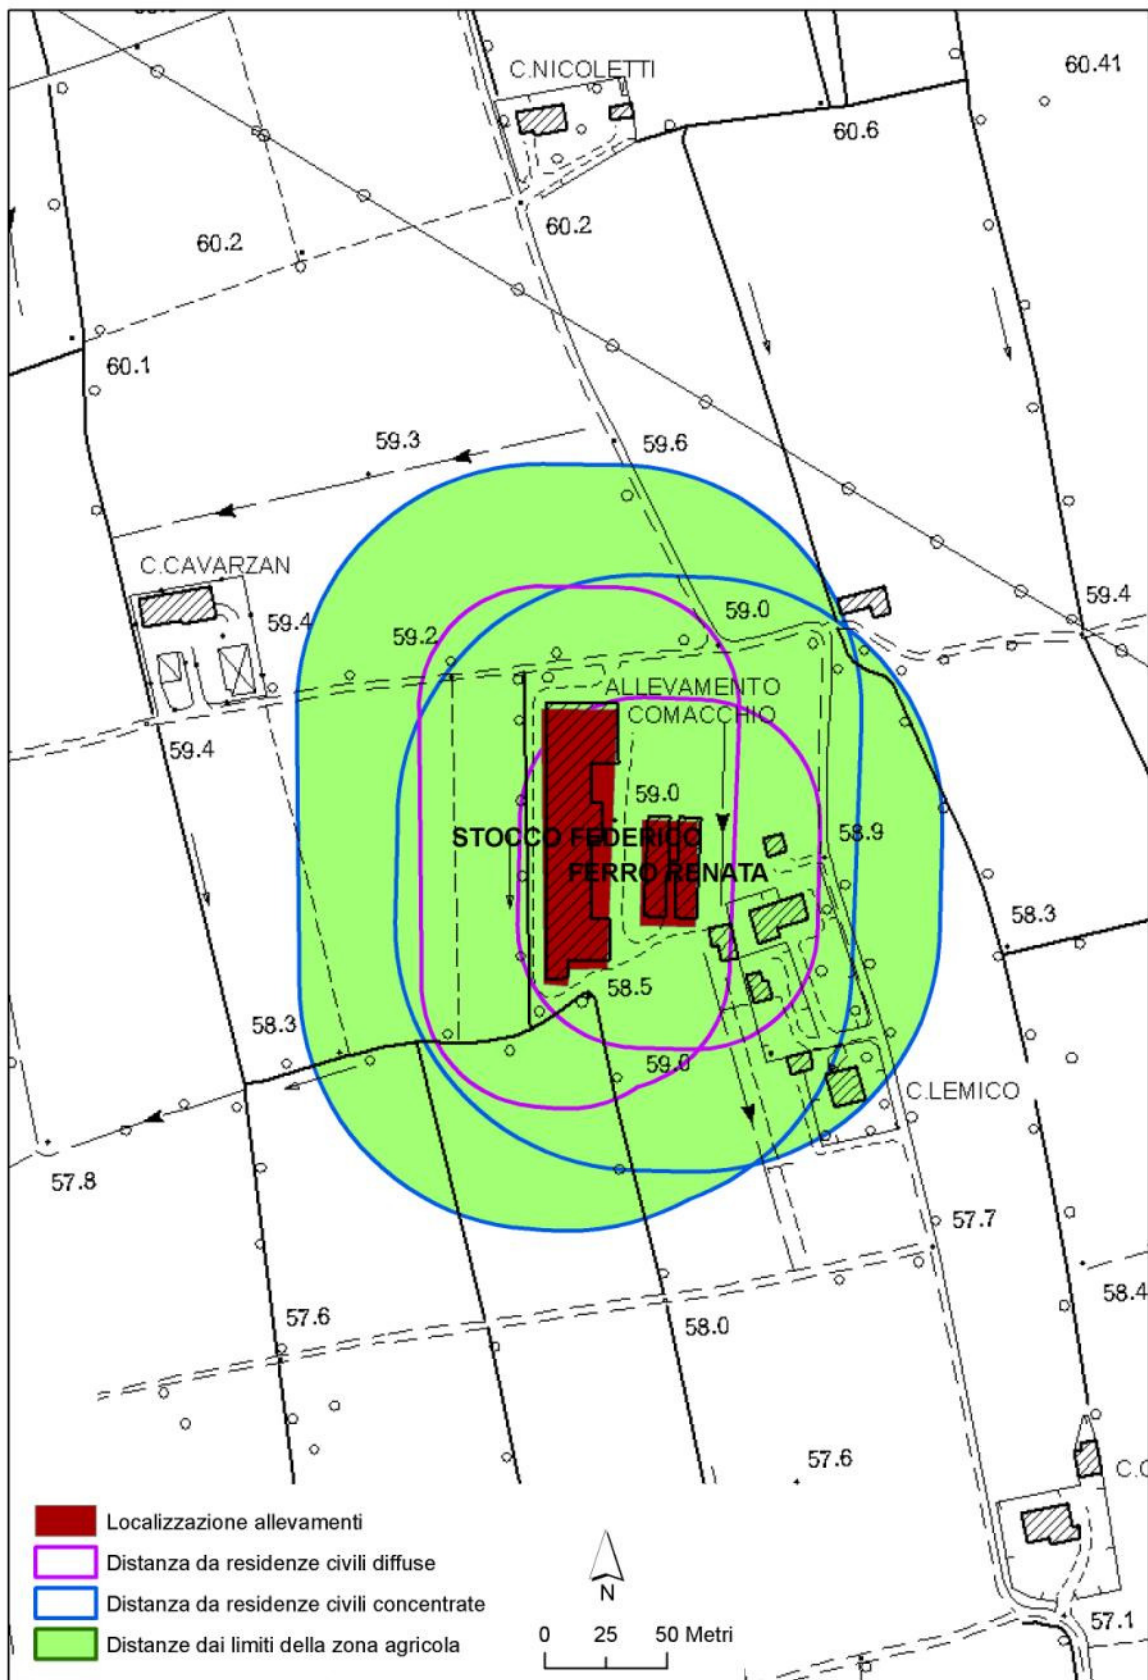 C.NICOLETTI
60.41
60.6
60.2
60.2
60.1
59.3
59.6
C.CAVARZAN
59.4
59.2
59.0
59.4
ALLEVAMENTO
COMACCHIO
59.4
59.0
STOCCO FEDERICO
58.9
FERRO RENATA
58.3
58.5
58.3
59.0
C.LEMICO
57.8
57.7
58.4
57.6
58.0
57.6
Localizzazione allevamenti
Distanza da residenze civili diffuse
Distanza da residenze civili concentrate
Distanze dai limiti della zona agricola
N
0 25 50 Metri
57.1